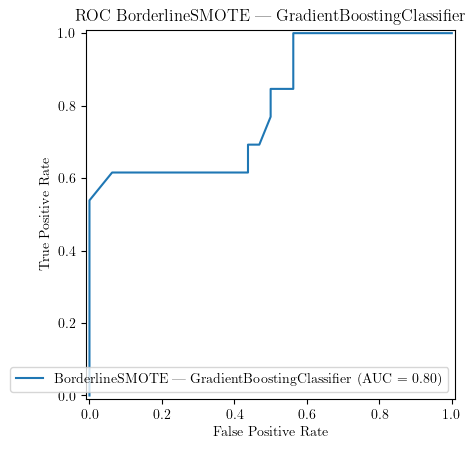 ROC BorderlineSMOTE — GradientBoostingClassifier
1.0
0.8
0.6
0.4
0.2
0.0
True Positive Rate
BorderlineSMOTE — GradientBoostingClassifier (AUC = 0.80)
0.0 0.2 0.4 0.6 0.8 1.0
False Positive Rate